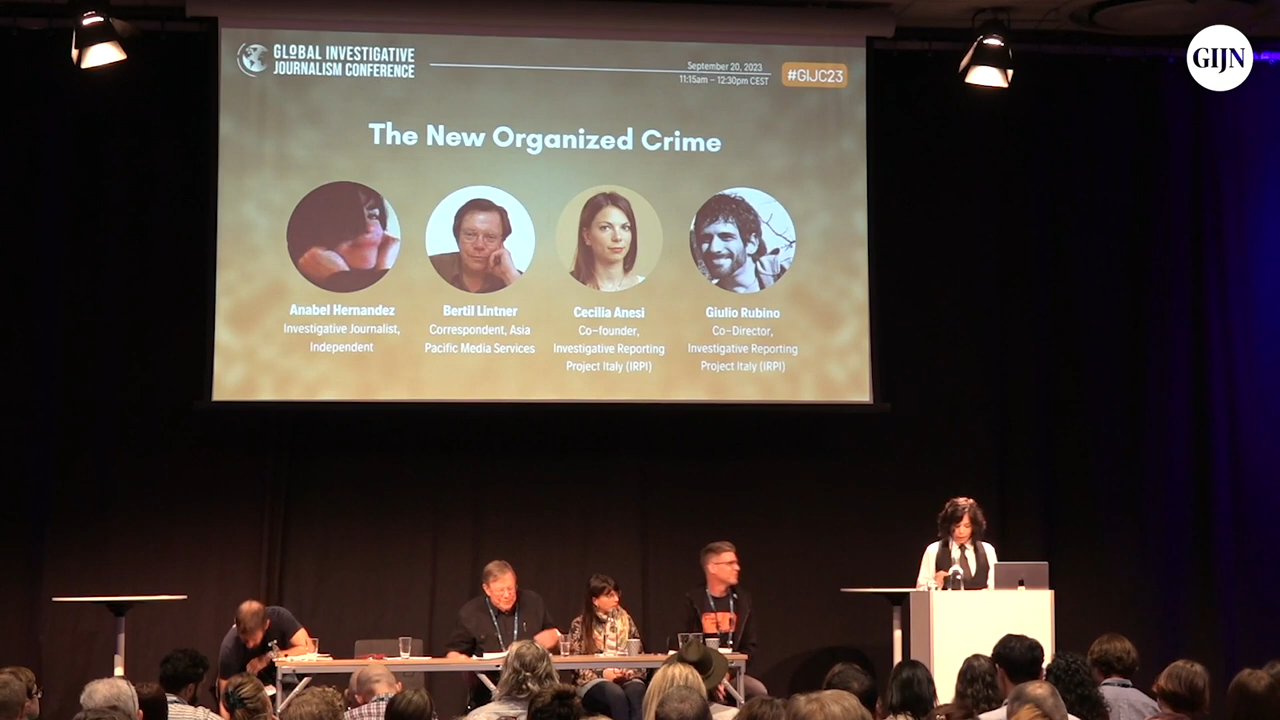 GLOBAL INVESTIGATIVE
JOURNALISM CONFERENCE
September 20, 2023
11:15am – 12:30pm CEST
#GIJC23
GIJN
The New Organized Crime
Anabel Hernandez
Investigative Journalist,
Independent
Bertil Lintner
Correspondent, Asia
Pacific Media Services
Cecilia Anesi
Co-founder,
Investigative Reporting
Project Italy (IRPI)
Giulio Rubino
Co-Director,
Investigative Reporting
Project Italy (IRPI)